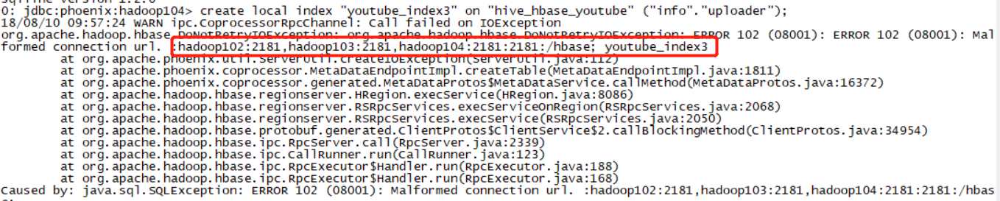 0: jdbc:phoenix:hadoop104> create local index "youtube_index3" on "hive_hbase_youtube" ("info"."uploader");
18/08/10 09:57:24 WARN ipc.CoprocessorRpcChannel: Call failed on IOException
org.apache.hadoop.hbase.DoNotRetryIOException: org.apache.hadoop.hbase.DoNotRetryIOException: ERROR 102 (08001): ERROR 102 (08001): Mal
formed connection url. :hadoop102:2181,hadoop103:2181,hadoop104:2181:2181:/hbase; youtube_index3
at org.apache.phoenix.util.ServerUtil.createIOException(ServerUtil.java:112)
at org.apache.phoenix.coprocessor.MetaDataEndpointImpl.createTable(MetaDataEndpointImpl.java:1811)
at org.apache.phoenix.coprocessor.generated.MetaDataProtos$MetaDataService.callMethod(MetaDataProtos.java:16372)
at org.apache.hadoop.hbase.regionserver.HRegion.execService(HRegion.java:8086)
at org.apache.hadoop.hbase.regionserver.RSRpcServices.execServiceOnRegion(RSRpcServices.java:2068)
at org.apache.hadoop.hbase.regionserver.RSRpcServices.execService(RSRpcServices.java:2050)
at org.apache.hadoop.hbase.protobuf.generated.ClientProtos$ClientService$2.callBlockingMethod(ClientProtos.java:34954)
at org.apache.hadoop.hbase.ipc.RpcServer.call(RpcServer.java:2339)
at org.apache.hadoop.hbase.ipc.CallRunner.run(CallRunner.java:123)
at org.apache.hadoop.hbase.ipc.RpcExecutor$Handler.run(RpcExecutor.java:188)
at org.apache.hadoop.hbase.ipc.RpcExecutor$Handler.run(RpcExecutor.java:168)
Caused by: java.sql.SQLException: ERROR 102 (08001): Malformed connection url. :hadoop102:2181,hadoop103:2181,hadoop104:2181:2181:/hbas